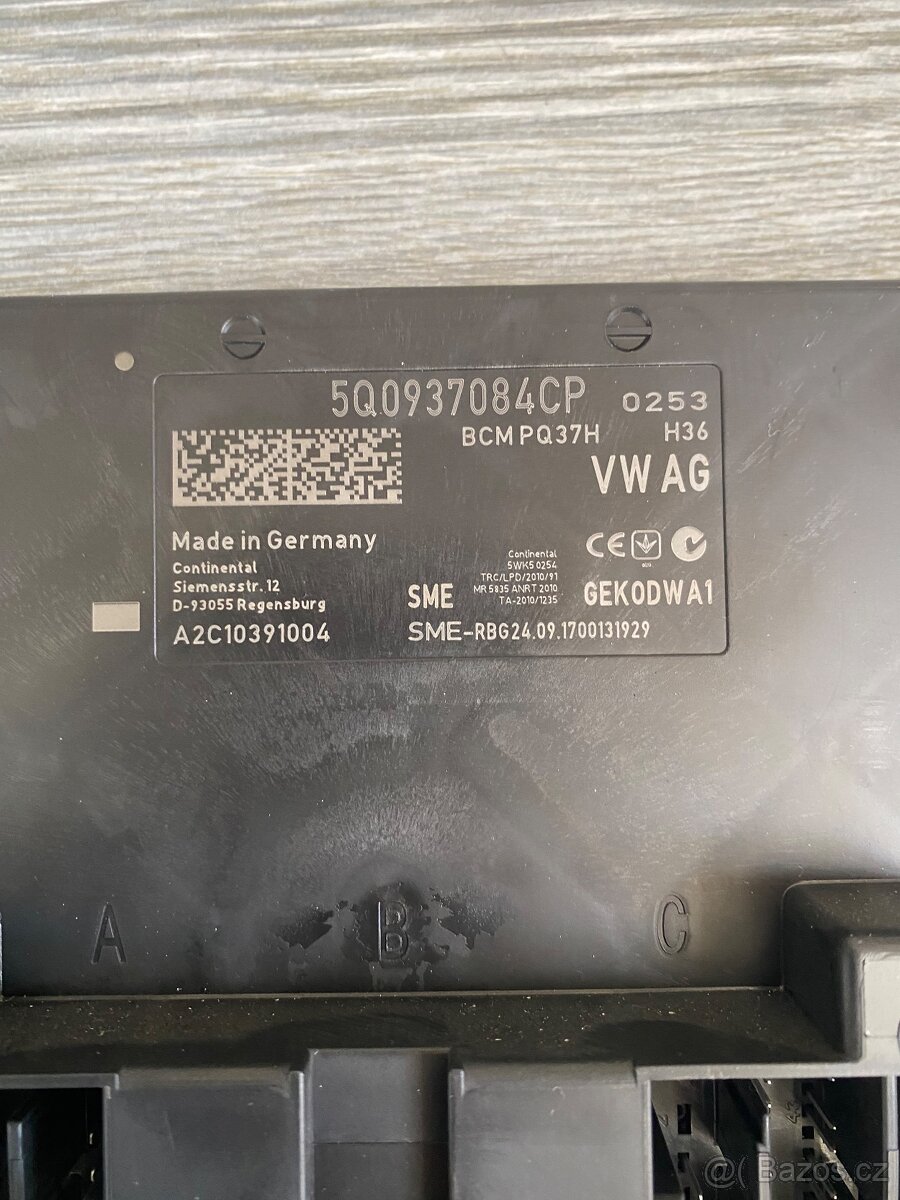 5Q0937084CP 0253
BCM PQ37H H36
VW AG
Made in Germany
Continental
Siemensstr. 12
D-93055 Regensburg
A2C10391004
Continental
5WK5 0254
TRC/LPD/2010/91
MR 5835 ANRT 2010
TA-2010/1235
CE
SME GEKODWA1
SME-RBG24.09.1700131929
A B C
@( Bazos.cz